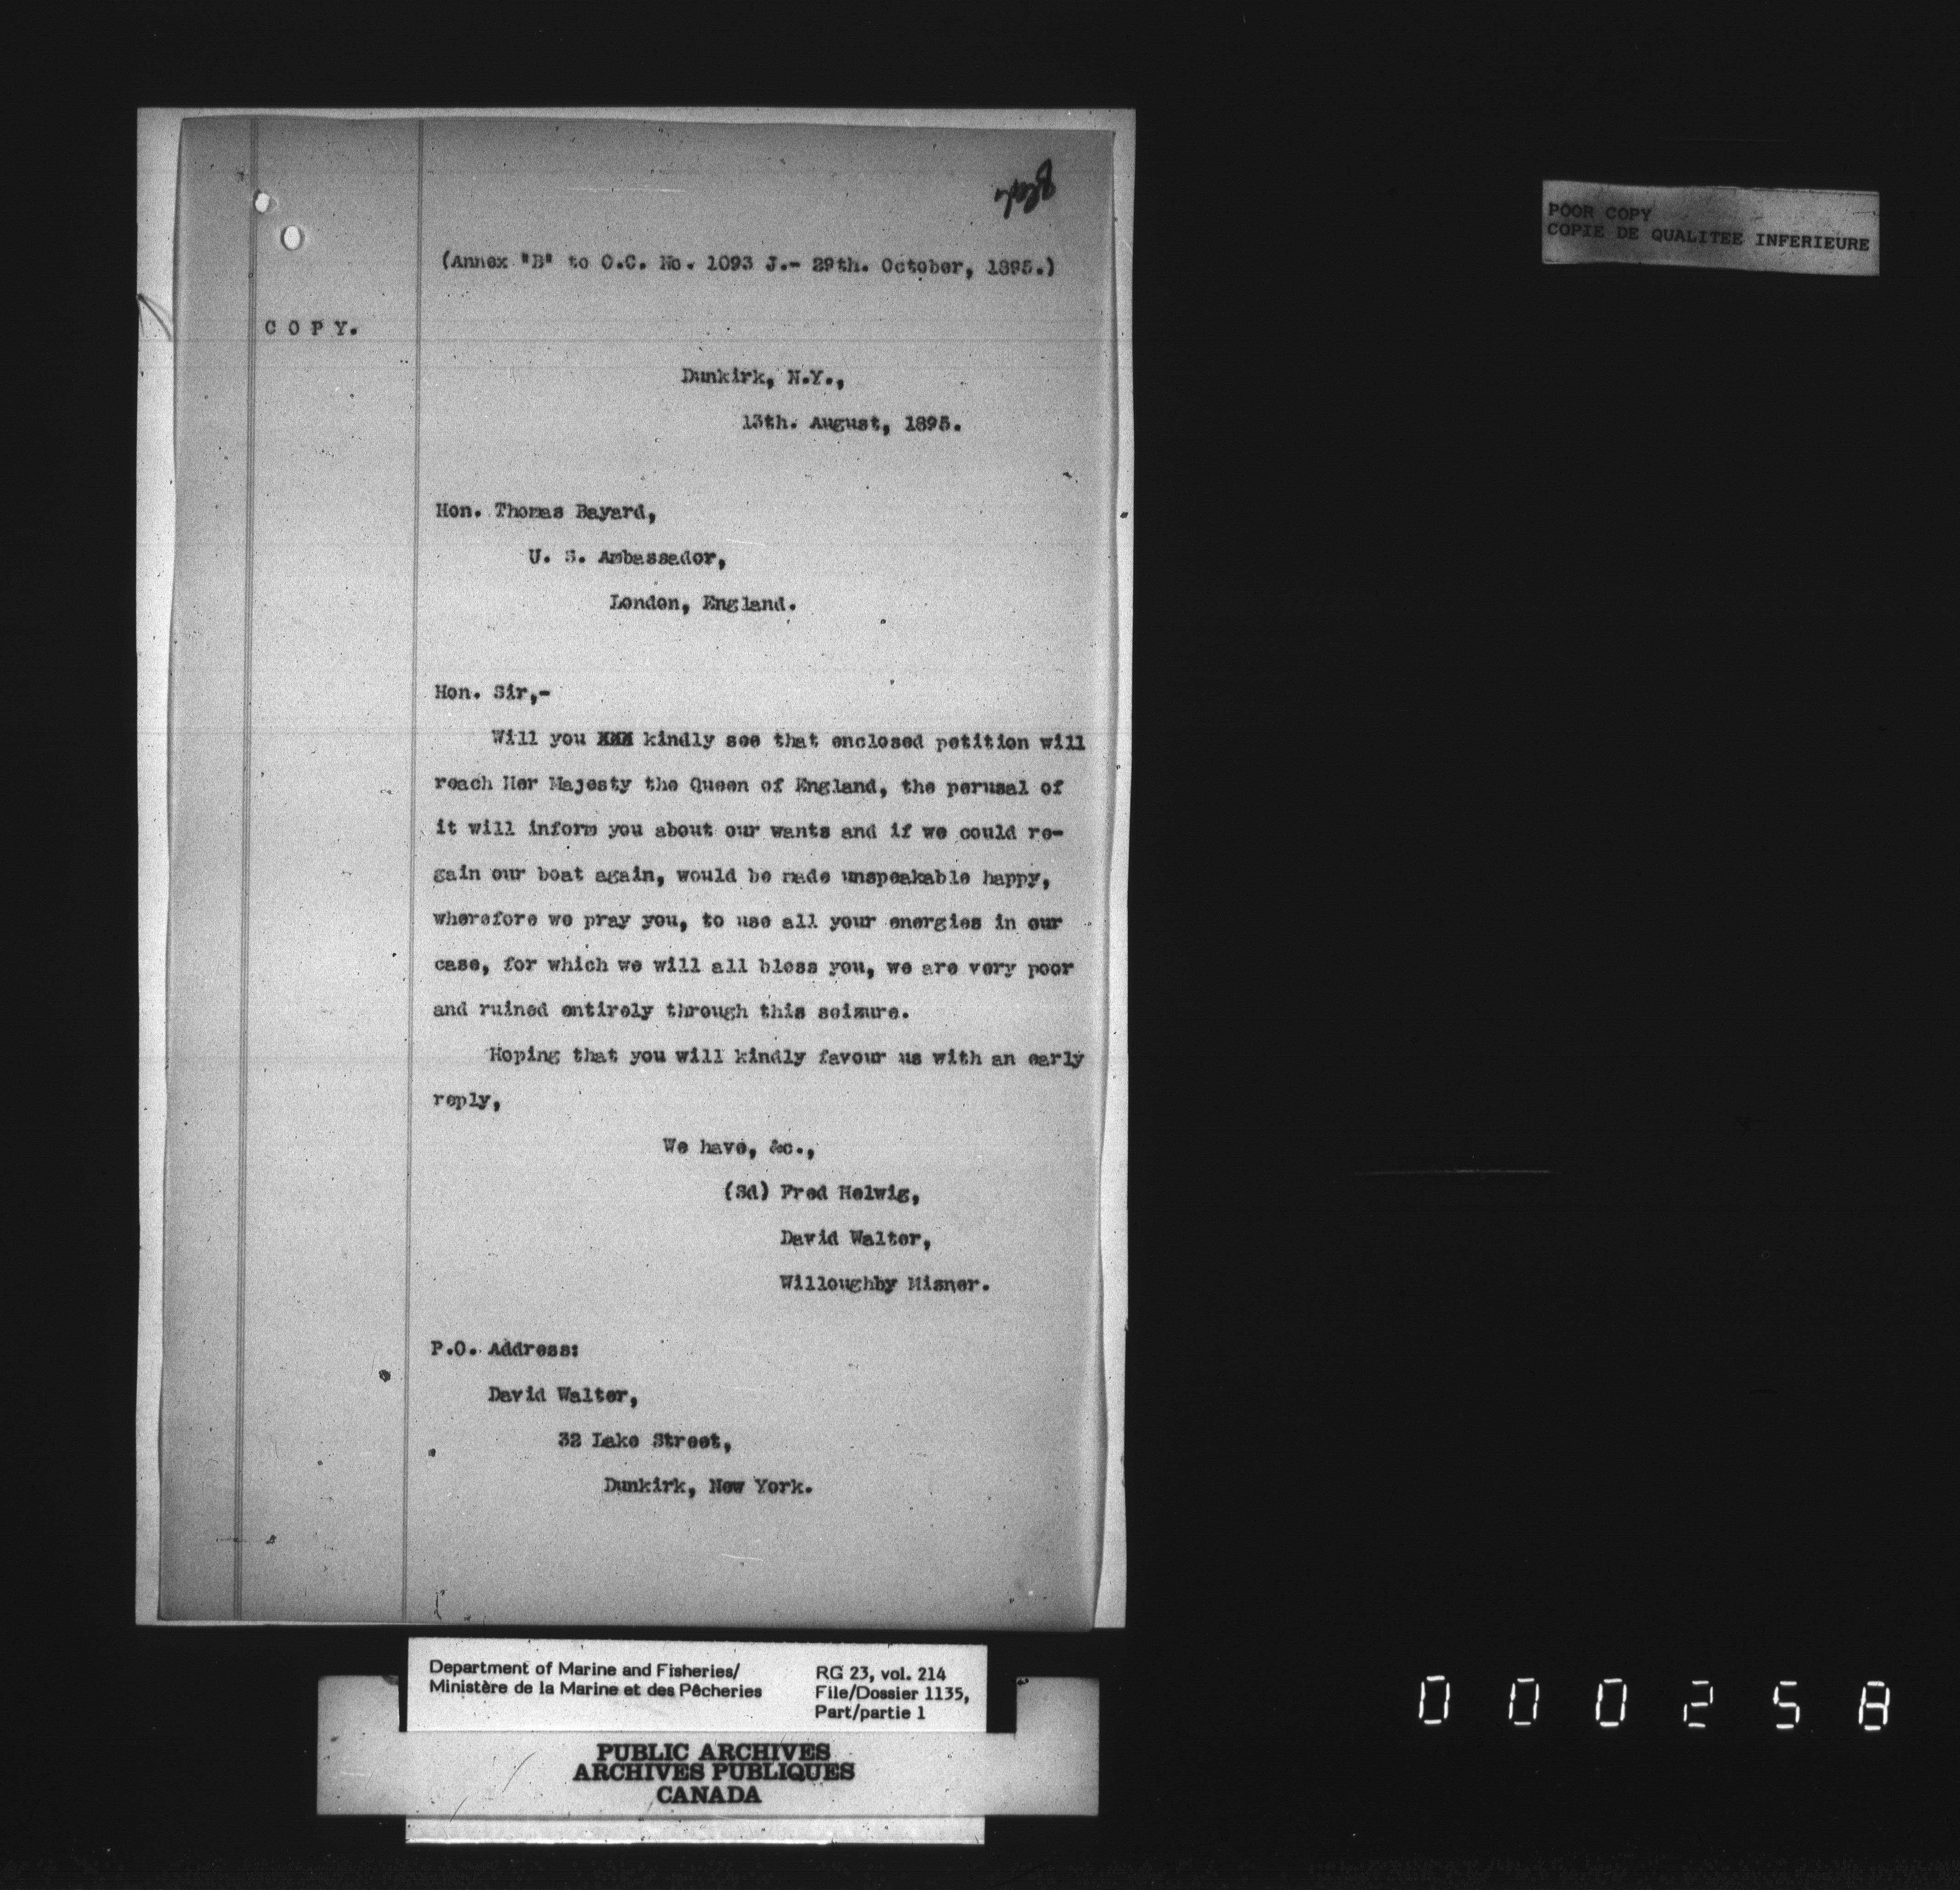 (Annex "B" to O.C. No. 1093 J.- 29th. October, 1895.)
C O P Y.
Dunkirk, N.Y.,
13th. August, 1895.
Hon. Thomas Bayard,
U. S. Ambassador,
London, England.
Hon. Sir,-
Will you XXX kindly see that enclosed petition will
reach Her Majesty the Queen of England, the perusal of
it will inform you about our wants and if we could re-
gain our boat again, would be made unspeakable happy,
wherefore we pray you, to use all your energies in our
case, for which we will all bless you, we are very poor
and ruined entirely through this seizure.
Hoping that you will kindly favour us with an early
reply,
We have, &c.,
(Sd) Fred Helwig,
David Walter,
Willoughby Misner.
P.O. Address:
David Walter,
32 Lake Street,
Dunkirk, New York.
POOR COPY
COPIE DE QUALITEE INFERIEURE
Department of Marine and Fisheries/
Ministère de la Marine et des Pêcheries
RG 23, vol. 214
File/Dossier 1135,
Part/partie 1
PUBLIC ARCHIVES
ARCHIVES PUBLIQUES
CANADA
000258